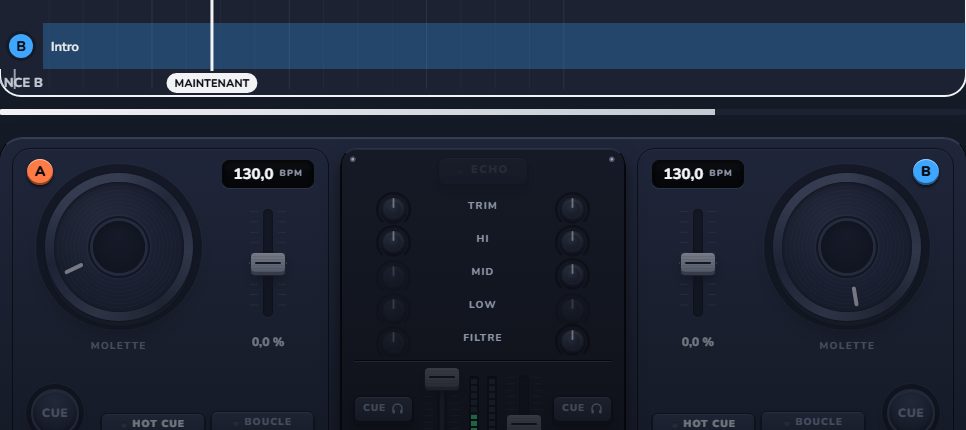 B Intro
NCE B
MAINTENANT
A 130,0 BPM ECHO 130,0 BPM B
TRIM
HI
MID
LOW
FILTRE
0,0 % 0,0 %
MOLETTE MOLETTE
CUE CUE CUE CUE
HOT CUE BOUCLE HOT CUE BOUCLE